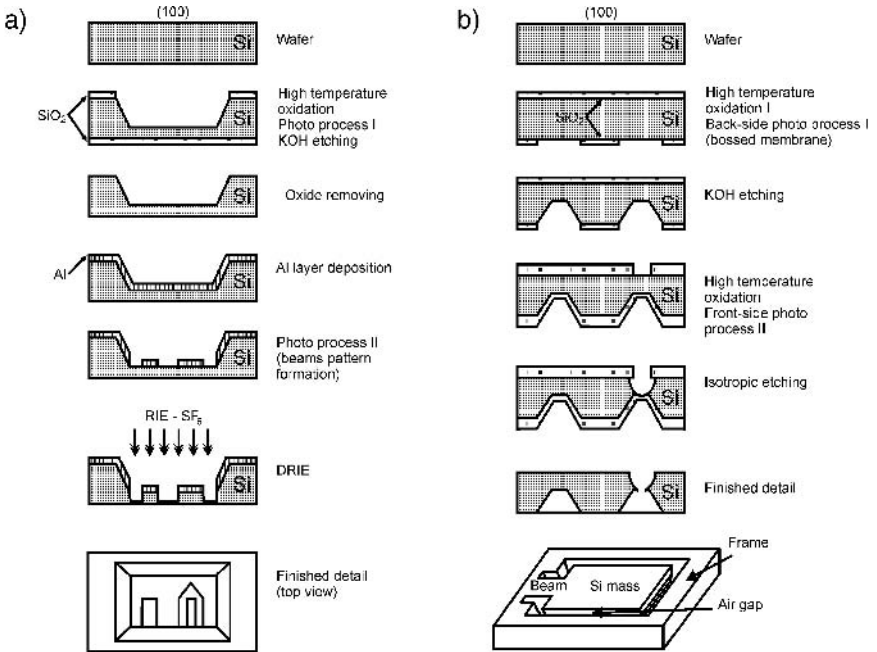 a)
(100)
Si
Wafer
SiO2
Si
High temperature
oxidation
Photo process I
KOH etching
Si
Oxide removing
Al
Si
Al layer deposition
Si
Photo process II
(beams pattern
formation)
RIE - SF6
Si
DRIE
Finished detail
(top view)
b)
(100)
Si
Wafer
SiO2
Si
High temperature
oxidation I
Back-side photo process I
(bossed membrane)
Si
KOH etching
Si
High temperature
oxidation
Front-side photo
process II
Si
Isotropic etching
Si
Finished detail
Frame
Beam
Si mass
Air gap